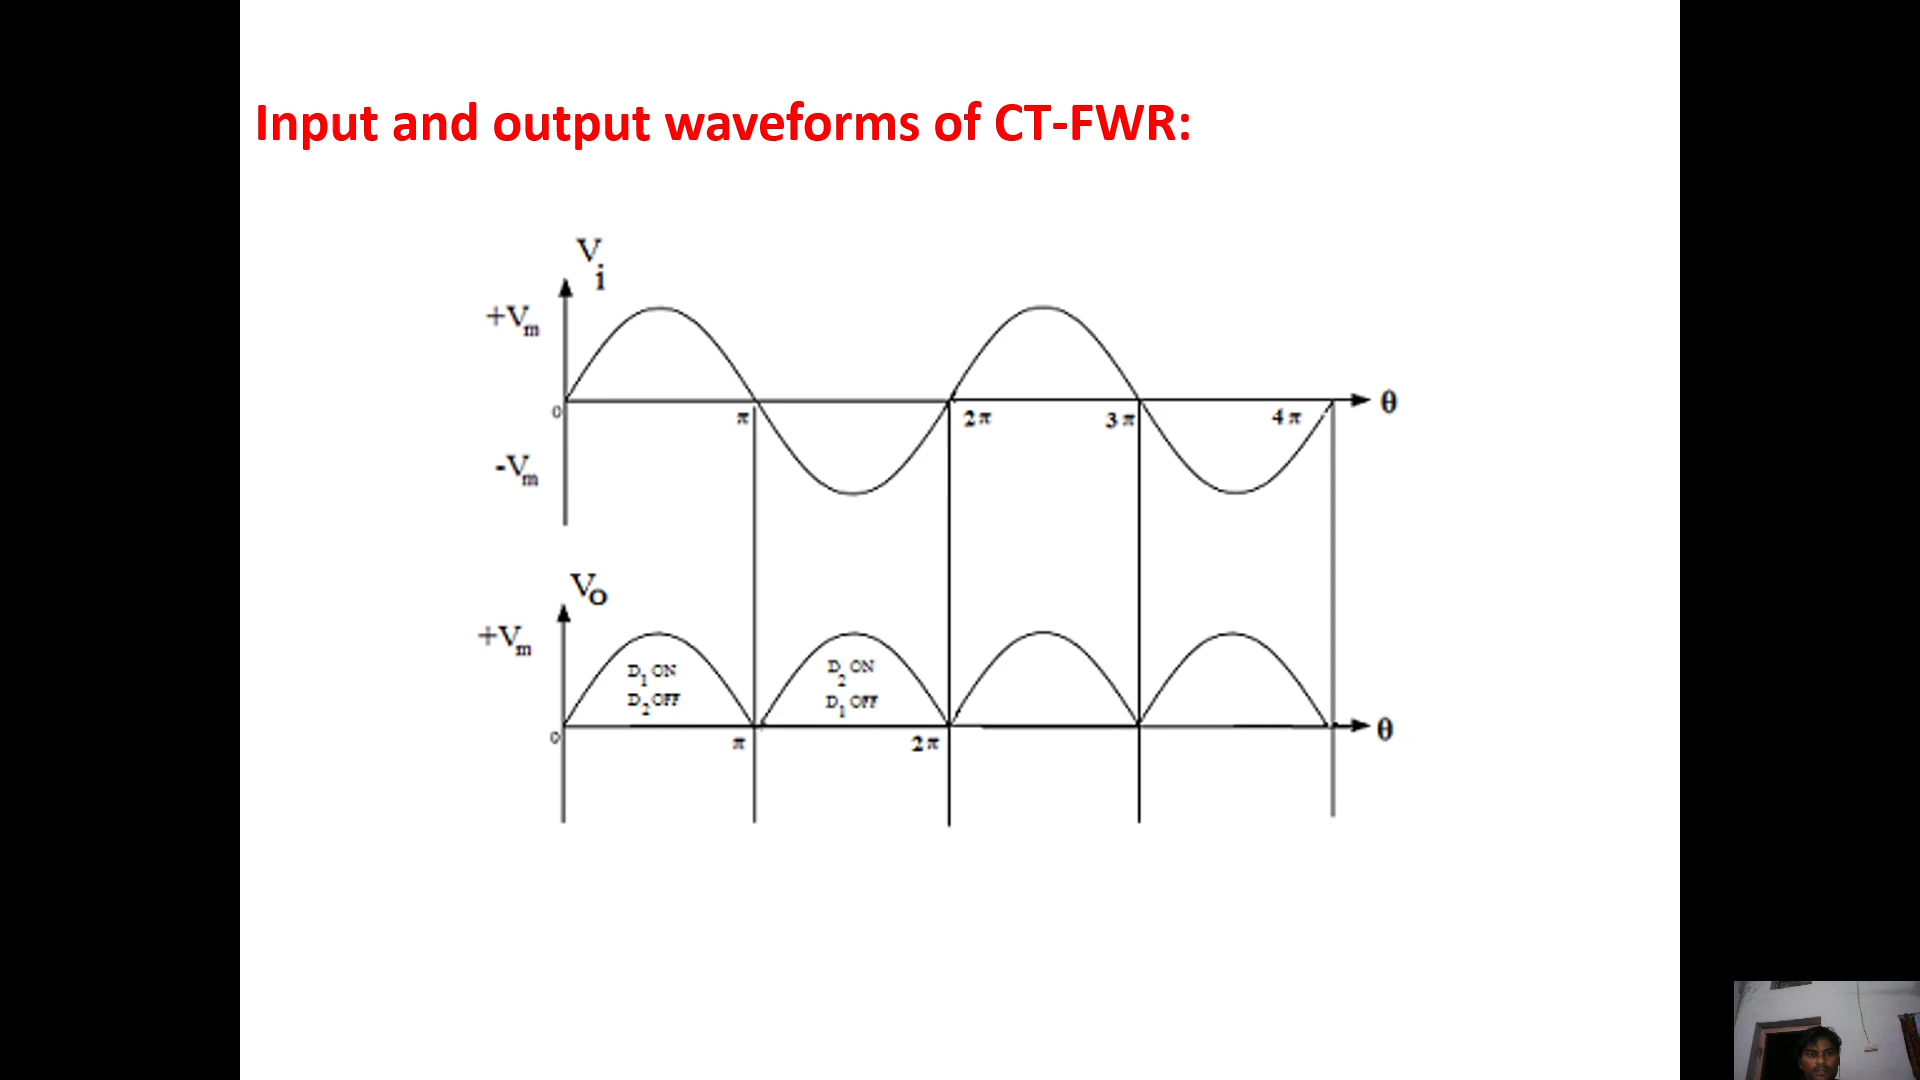 Input and output waveforms of CT-FWR:
Vi
+Vm
0
π
2π
3π
4π
θ
-Vm
Vo
+Vm
D1 ON
D2 OFF
D2 ON
D1 OFF
0
π
2π
θ